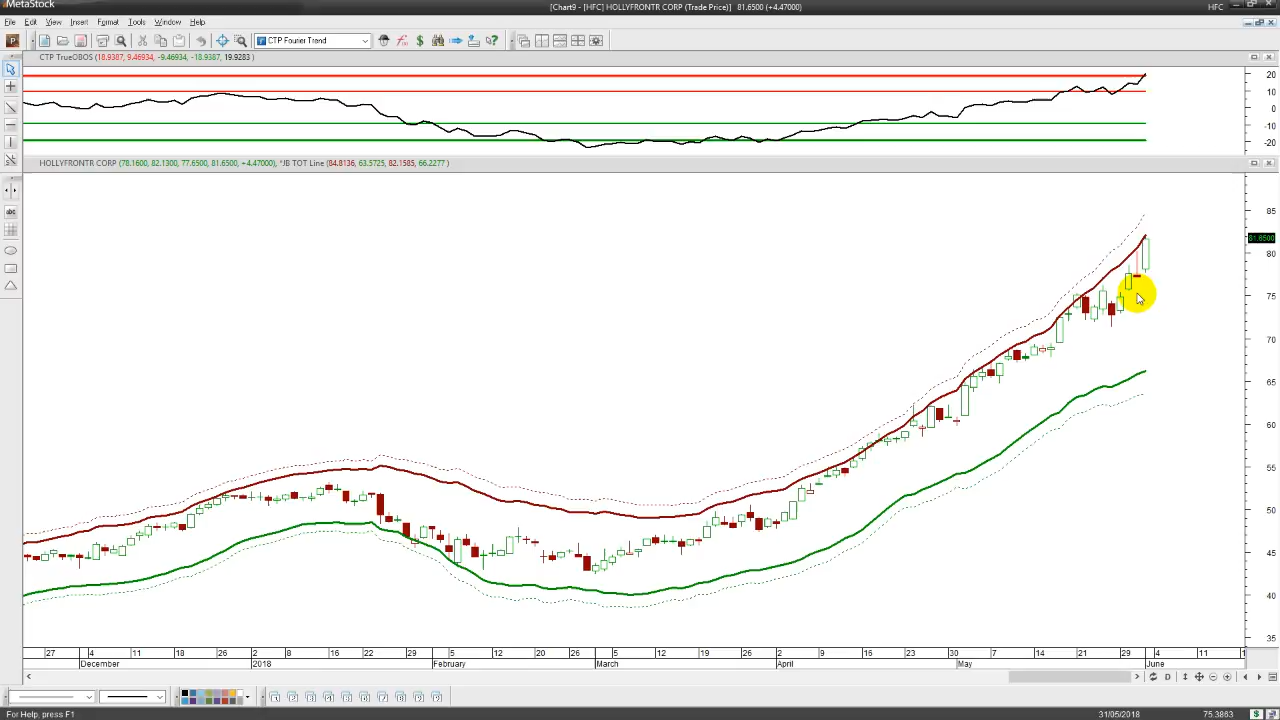 MetaStock
[Chart9 - [HFC] HOLLYFRONTR CORP (Trade Price)] 81.6500 (+4.4700)
HFC
File Edit View Insert Format Tools Window Help
CTP Fourier Trend
CTP TrueOBOS (18.9387, 9.46934, -9.46934, -18.9387, 19.9283 )
20
10
0
-10
-20
HOLLYFRONTR CORP (78.1600, 82.1300, 77.6500, 81.6500, +4.4700), *JB TOT Line (84.8136, 63.5725, 82.1585, 66.2277 )
85
81.6500
80
75
70
65
60
55
50
45
40
35
abc
27 4 11 18 26 2 8 16 22 29 5 12 20 26 5 12 19 26 2 9 16 23 30 7 14 21 29 4 11 1
December 2018 February March April May June
D
For Help, press F1
31/05/2018 75.3863